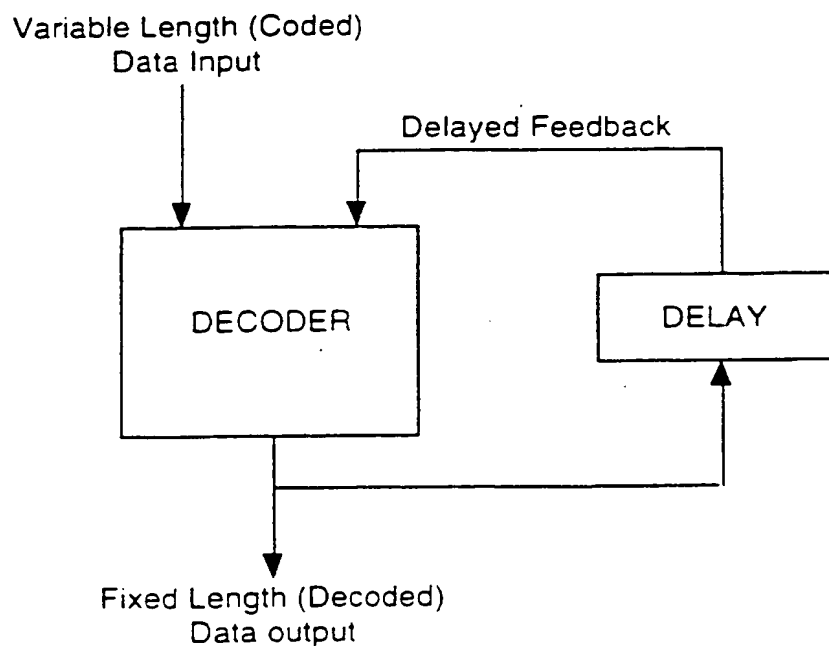 Variable Length (Coded)
Data Input
Delayed Feedback
DECODER
DELAY
Fixed Length (Decoded)
Data output